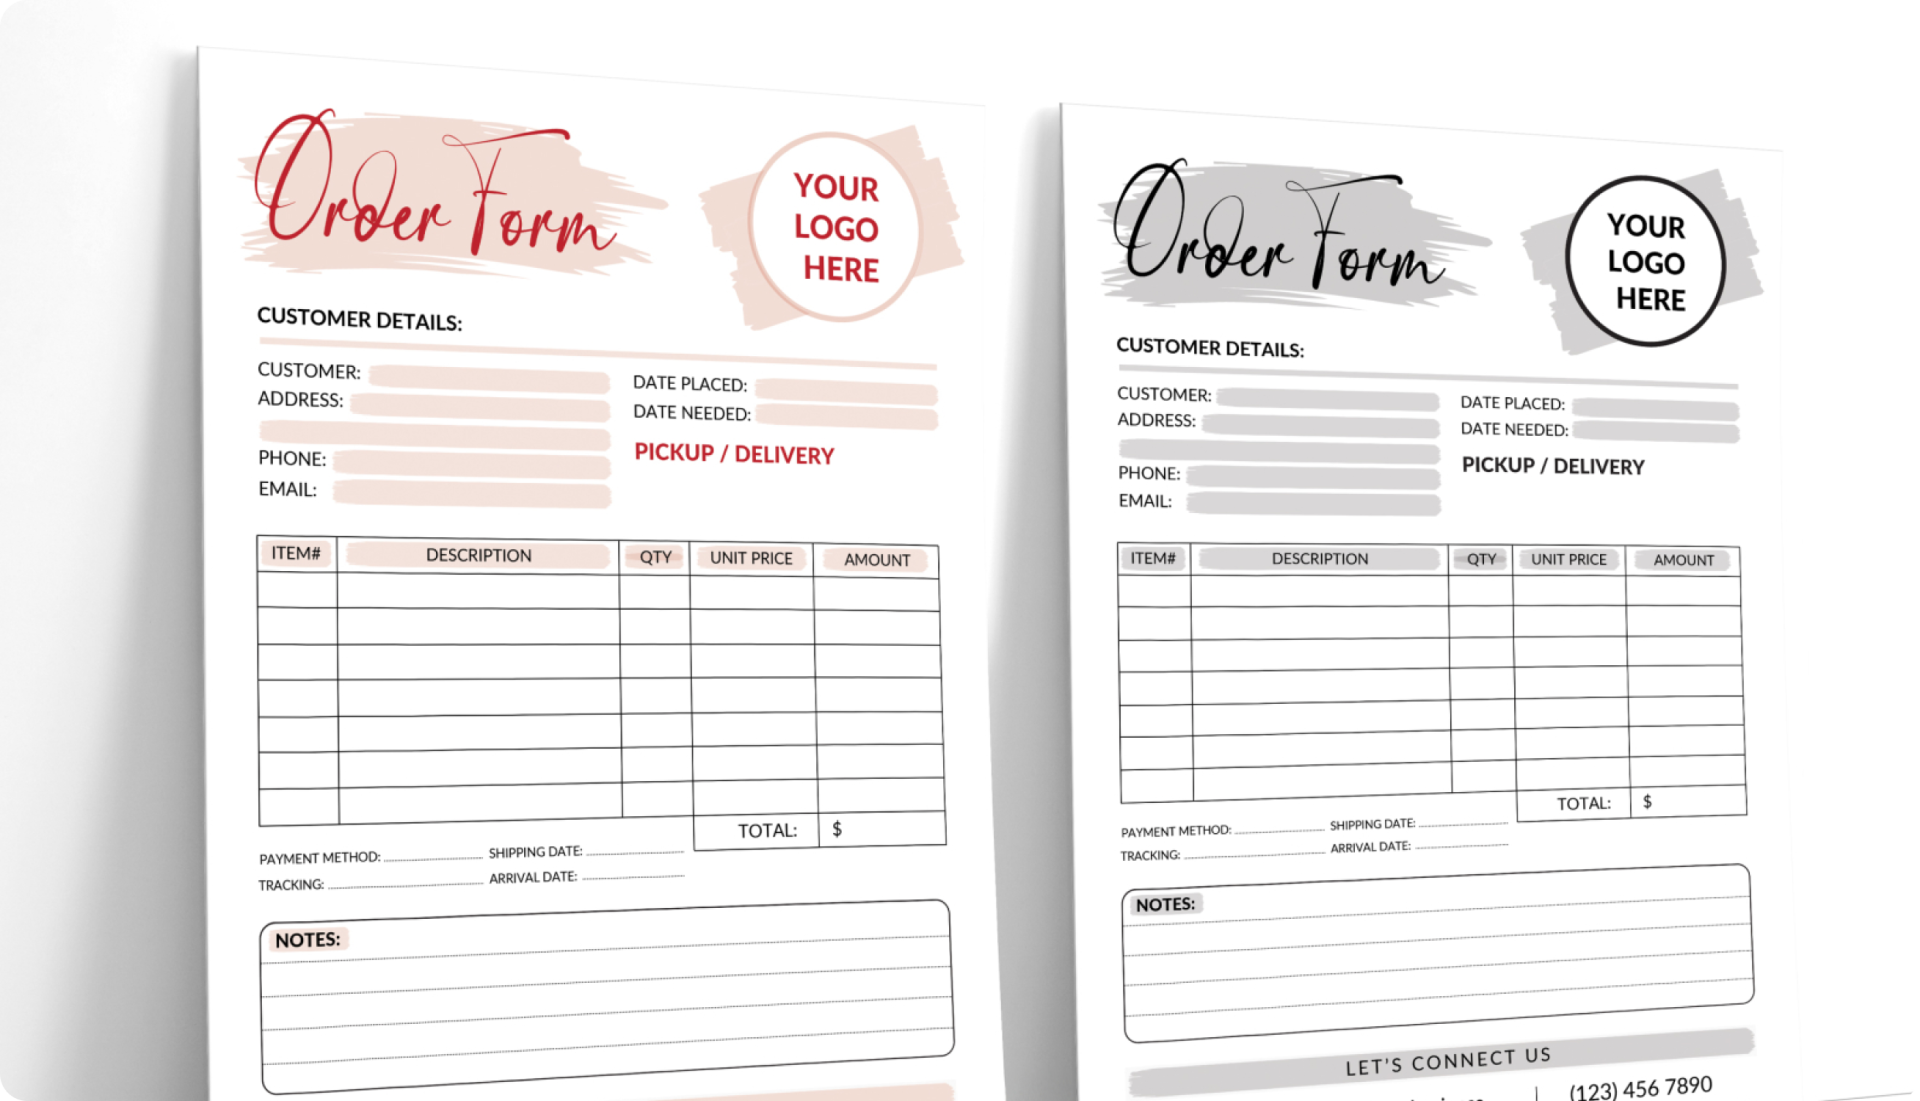 Order Form
YOUR
LOGO
HERE
CUSTOMER DETAILS:
CUSTOMER:
ADDRESS:
PHONE:
EMAIL:
DATE PLACED:
DATE NEEDED:
PICKUP / DELIVERY
ITEM# DESCRIPTION QTY UNIT PRICE AMOUNT
TOTAL: $
PAYMENT METHOD: SHIPPING DATE:
TRACKING: ARRIVAL DATE:
NOTES:
Order Form
YOUR
LOGO
HERE
CUSTOMER DETAILS:
CUSTOMER:
ADDRESS:
PHONE:
EMAIL:
DATE PLACED:
DATE NEEDED:
PICKUP / DELIVERY
ITEM# DESCRIPTION QTY UNIT PRICE AMOUNT
TOTAL: $
PAYMENT METHOD: SHIPPING DATE:
TRACKING: ARRIVAL DATE:
NOTES:
LET'S CONNECT US
(123) 456 7890